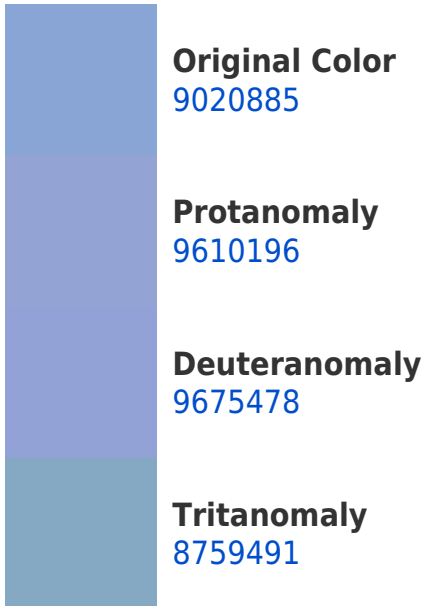 Original Color
9020885
Protanomaly
9610196
Deuteranomaly
9675478
Tritanomaly
8759491